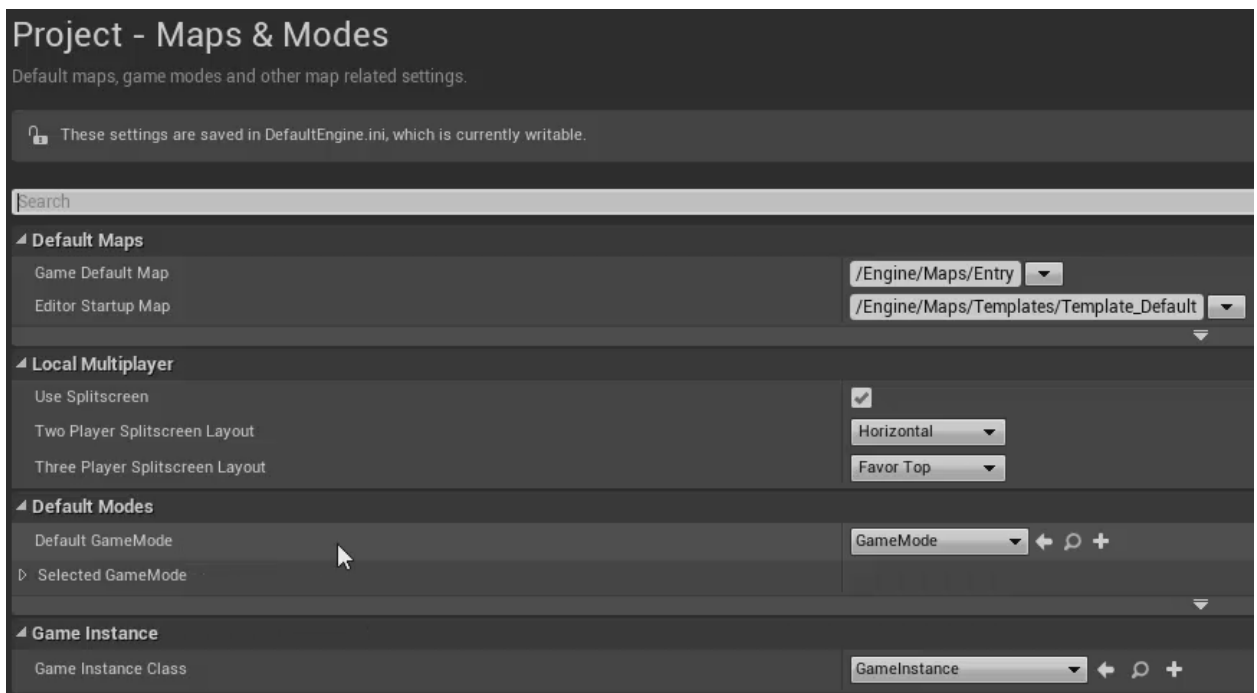 Project - Maps & Modes
Default maps, game modes and other map related settings.
These settings are saved in DefaultEngine.ini, which is currently writable.
Search
Default Maps
Game Default Map /Engine/Maps/Entry
Editor Startup Map /Engine/Maps/Templates/Template_Default
Local Multiplayer
Use Splitscreen
Two Player Splitscreen Layout Horizontal
Three Player Splitscreen Layout Favor Top
Default Modes
Default GameMode GameMode
Selected GameMode
Game Instance
Game Instance Class GameInstance